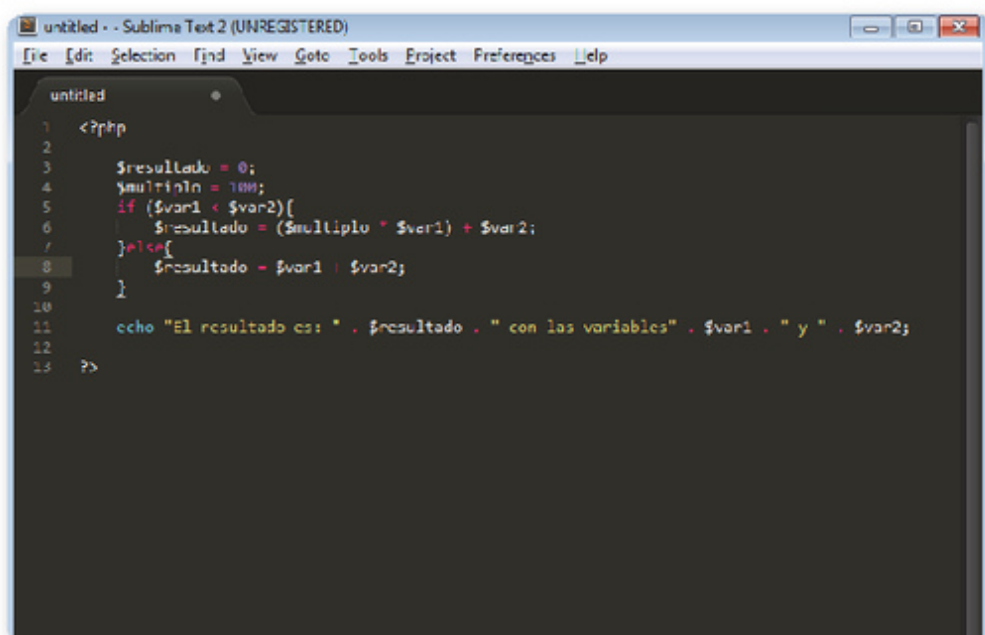 untitled • - Sublime Text 2 (UNREGISTERED)
File Edit Selection Find View Goto Tools Project Preferences Help
untitled
1 <?php
2
3 $resultado = 0;
4 $multiplo = 100;
5 if ($var1 < $var2){
6 $resultado = ($multiplo * $var1) + $var2;
7 }else{
8 $resultado = $var1 + $var2;
9 }
10
11 echo "El resultado es: " . $resultado . " con las variables" . $var1 . " y " . $var2;
12
13 ?>